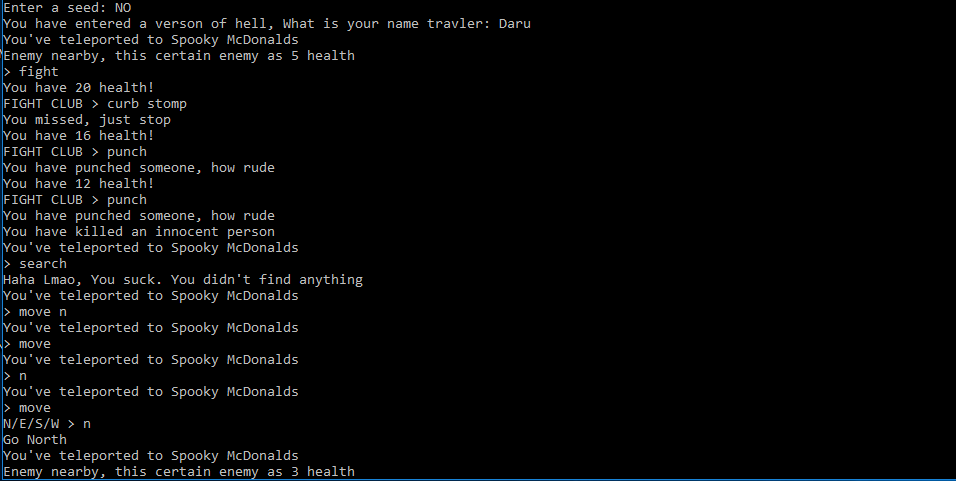 Enter a seed: NO
You have entered a verson of hell, What is your name travler: Daru
You've teleported to Spooky McDonalds
Enemy nearby, this certain enemy as 5 health
> fight
You have 20 health!
FIGHT CLUB > curb stomp
You missed, just stop
You have 16 health!
FIGHT CLUB > punch
You have punched someone, how rude
You have 12 health!
FIGHT CLUB > punch
You have punched someone, how rude
You have killed an innocent person
You've teleported to Spooky McDonalds
> search
Haha Lmao, You suck. You didn't find anything
You've teleported to Spooky McDonalds
> move n
You've teleported to Spooky McDonalds
> move
You've teleported to Spooky McDonalds
> n
You've teleported to Spooky McDonalds
> move
N/E/S/W > n
Go North
You've teleported to Spooky McDonalds
Enemy nearby, this certain enemy as 3 health